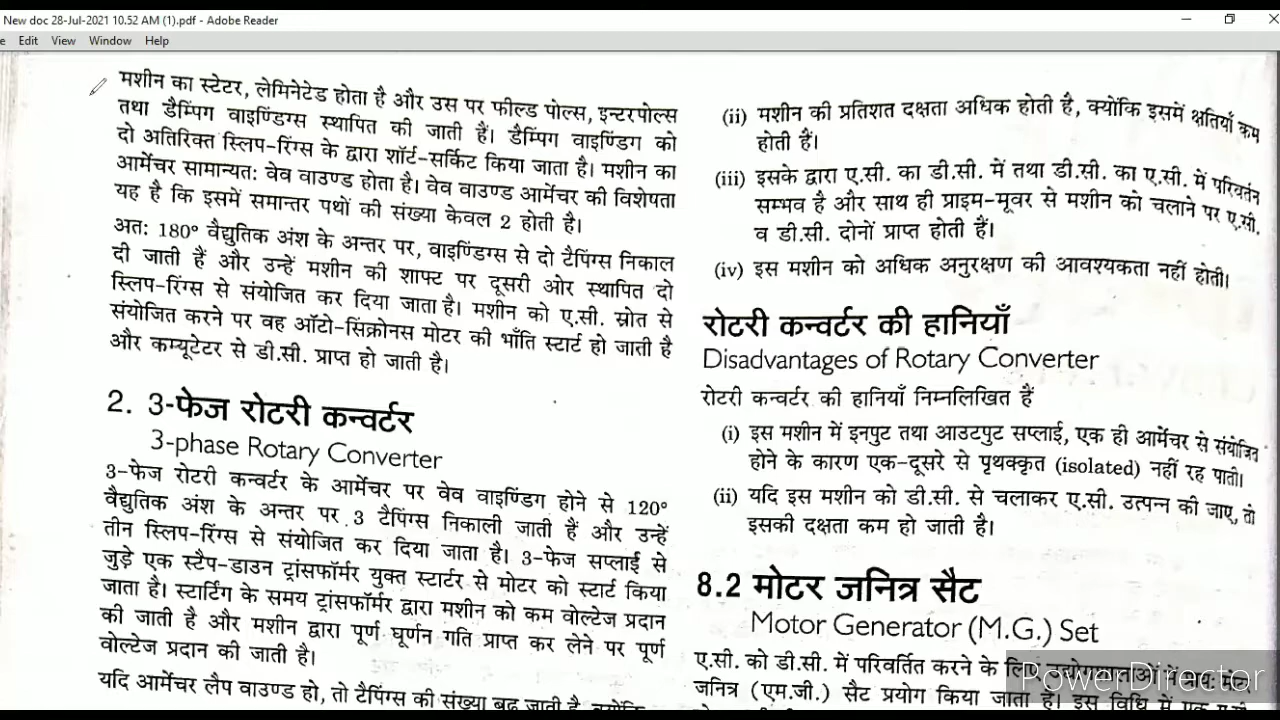 New doc 28-Jul-2021 10.52 AM (1).pdf - Adobe Reader
e Edit View Window Help
मशीन का स्टेटर, लेमिनेटेड होता है और उस पर फील्ड पोल्स, इन्टरपोल्स
तथा डैम्पिंग वाइण्डिंग्स स्थापित की जाती हैं। डैम्पिंग वाइण्डिंग को
दो अतिरिक्त स्लिप-रिंग्स के द्वारा शॉर्ट-सर्किट किया जाता है। मशीन का
आर्मेचर सामान्यतः वेव वाउण्ड होता है। वेव वाउण्ड आर्मेचर की विशेषता
यह है कि इसमें समान्तर पथों की संख्या केवल 2 होती है।
अतः 180° वैद्युतिक अंश के अन्तर पर, वाइण्डिंग्स से दो टैपिंग्स निकाल
दी जाती हैं और उन्हें मशीन की शाफ्ट पर दूसरी ओर स्थापित दो
स्लिप-रिंग्स से संयोजित कर दिया जाता है। मशीन को ए.सी. स्रोत से
संयोजित करने पर वह ऑटो-सिंक्रोनस मोटर की भाँति स्टार्ट हो जाती है
और कम्यूटेटर से डी.सी. प्राप्त हो जाती है।
2. 3-फेज रोटरी कन्वर्टर
3-phase Rotary Converter
3-फेज रोटरी कन्वर्टर के आर्मेचर पर वेव वाइण्डिंग होने से 120°
वैद्युतिक अंश के अन्तर पर 3 टैपिंग्स निकाली जाती हैं और उन्हें
तीन स्लिप-रिंग्स से संयोजित कर दिया जाता है। 3-फेज सप्लाई से
जुड़े एक स्टैप-डाउन ट्रांसफॉर्मर युक्त स्टार्टर से मोटर को स्टार्ट किया
जाता है। स्टार्टिंग के समय ट्रांसफॉर्मर द्वारा मशीन को कम वोल्टेज प्रदान
की जाती है और मशीन द्वारा पूर्ण घूर्णन गति प्राप्त कर लेने पर पूर्ण
वोल्टेज प्रदान की जाती है।
यदि आर्मेचर लैप वाउण्ड हो, तो टैपिंग्स की संख्या बढ़ जाती है, क्योंकि
(ii) मशीन की प्रतिशत दक्षता अधिक होती है, क्योंकि इसमें क्षतियाँ कम
होती हैं।
(iii) इसके द्वारा ए.सी. का डी.सी. में तथा डी.सी. का ए.सी. में परिवर्तन
सम्भव है और साथ ही प्राइम-मूवर से मशीन को चलाने पर ए.सी.
व डी.सी. दोनों प्राप्त होती हैं।
(iv) इस मशीन को अधिक अनुरक्षण की आवश्यकता नहीं होती।
रोटरी कन्वर्टर की हानियाँ
Disadvantages of Rotary Converter
रोटरी कन्वर्टर की हानियाँ निम्नलिखित हैं
(i) इस मशीन में इनपुट तथा आउटपुट सप्लाई, एक ही आर्मेचर से संयोजित
होने के कारण एक-दूसरे से पृथक्कृत (isolated) नहीं रह पाती।
(ii) यदि इस मशीन को डी.सी. से चलाकर ए.सी. उत्पन्न की जाए, तो
इसकी दक्षता कम हो जाती है।
8.2 मोटर जनित्र सैट
Motor Generator (M.G.) Set
ए.सी. को डी.सी. में परिवर्तित करने के लिए
जनित्र (एम.जी.) सैट प्रयोग किया जाता है। इस विधि में एक
PowerDirector